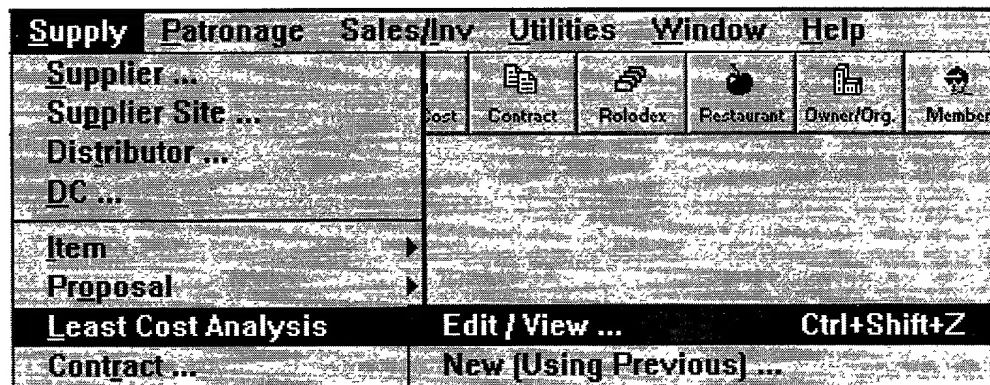 Supply Patronage Sales/Inv Utilities Window Help
Supplier ...
Supplier Site ...
Cost Contract Rolodex Restaurant Owner/Org. Member
Distributor ...
DC ...
Item
Proposal
Least Cost Analysis Edit / View ... Ctrl+Shift+Z
Contract ... New (Using Previous) ...